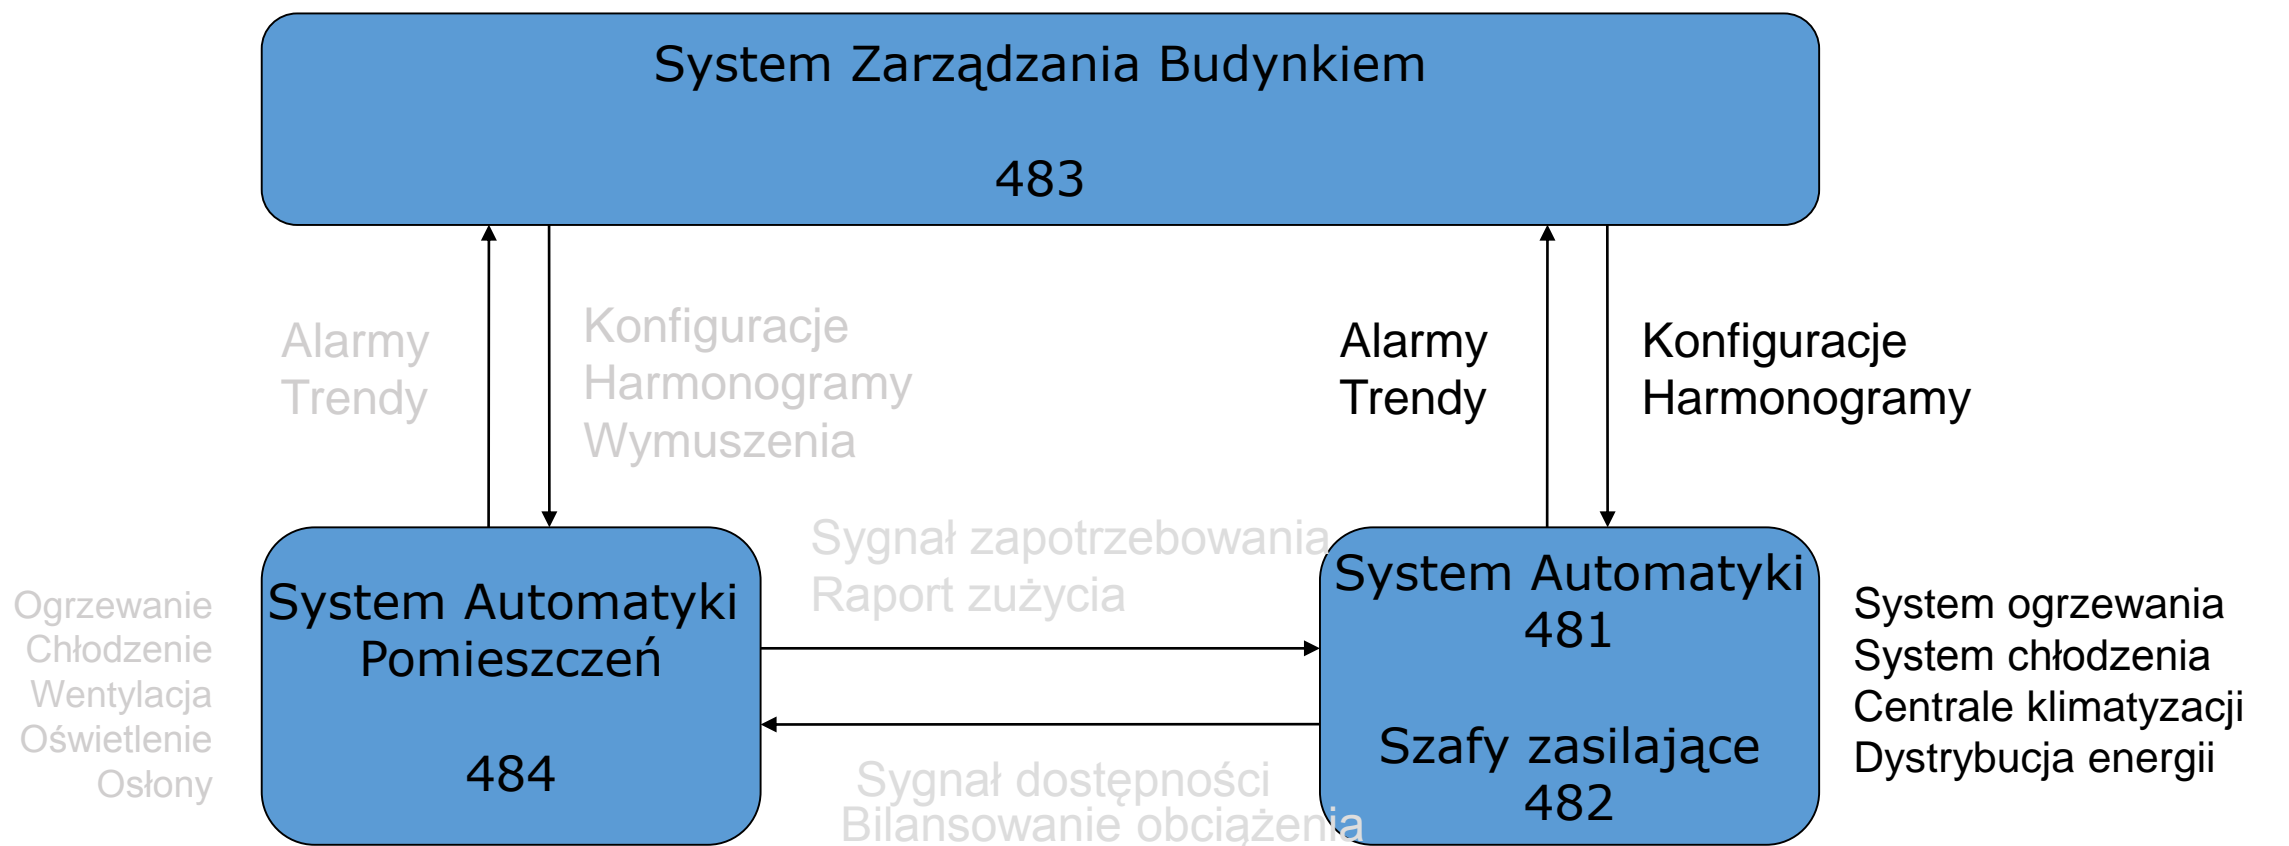 System Zarządzania Budynkiem
483
Alarmy
Trendy
Konfiguracje
Harmonogramy
Wymuszenia
Alarmy
Trendy
Konfiguracje
Harmonogramy
Ogrzewanie
Chłodzenie
Wentylacja
Oświetlenie
Osłony
System Automatyki
Pomieszczeń
484
Sygnał zapotrzebowania
Raport zużycia
Sygnał dostępności
Bilansowanie obciążenia
System Automatyki
481
Szafy zasilające
482
System ogrzewania
System chłodzenia
Centrale klimatyzacji
Dystrybucja energii